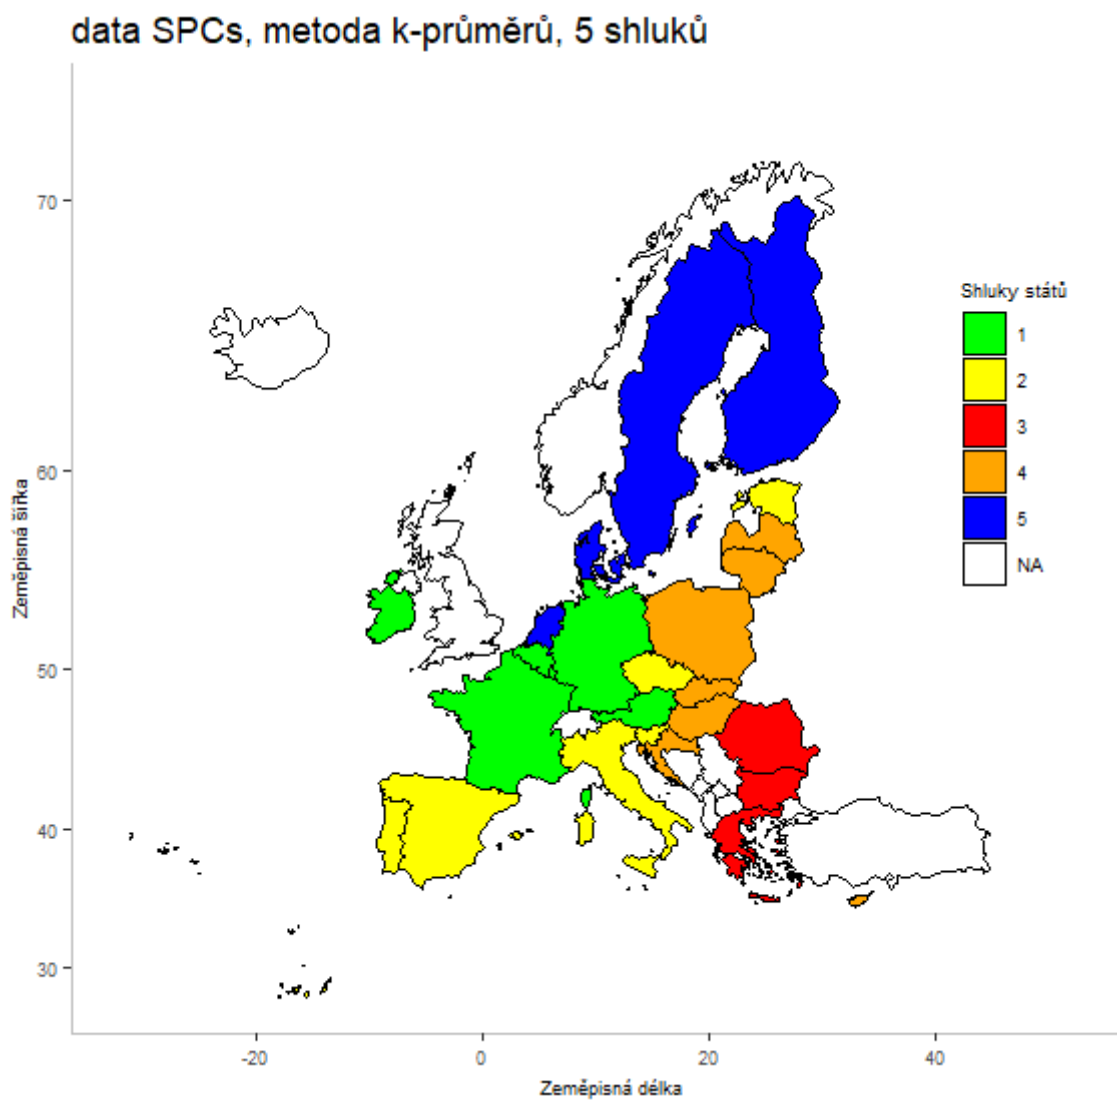 data SPCs, metoda k-průměrů, 5 shluků
70
60
50
40
30
Zeměpisná šířka
-20
0
20
40
Zeměpisná délka
Shluky států
1
2
3
4
5
NA